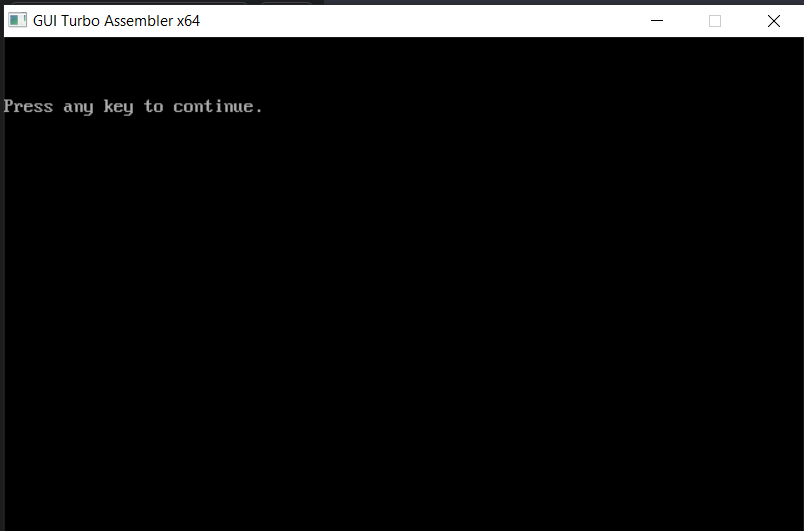 GUI Turbo Assembler x64
Press any key to continue.